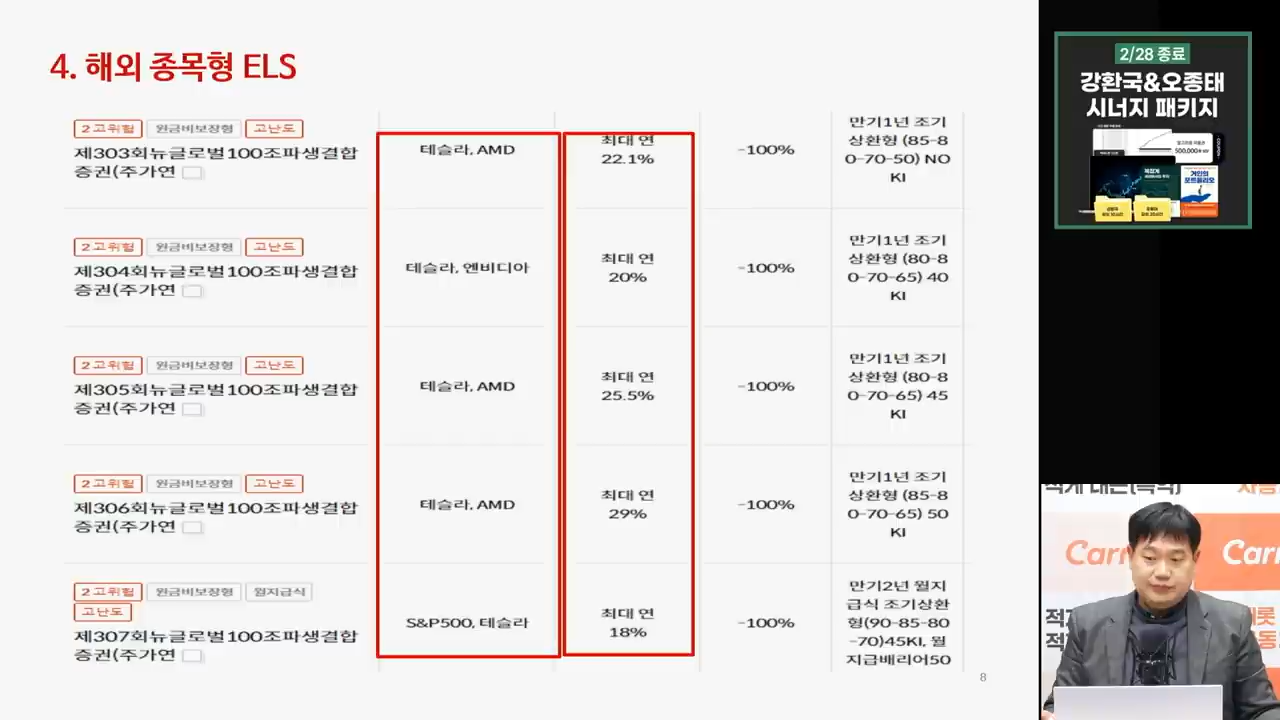 4. 해외 종목형 ELS
2 고위험 원금비보장형 고난도
제303회뉴글로벌100조파생결합
증권(주가연
테슬라, AMD
최대 연
22.1%
-100%
만기1년 조기
상환형 (85-8
0-70-50) NO
KI
2 고위험 원금비보장형 고난도
제304회뉴글로벌100조파생결합
증권(주가연
테슬라, 엔비디아
최대 연
20%
-100%
만기1년 조기
상환형 (80-8
0-70-65) 40
KI
2 고위험 원금비보장형 고난도
제305회뉴글로벌100조파생결합
증권(주가연
테슬라, AMD
최대 연
25.5%
-100%
만기1년 조기
상환형 (80-8
0-70-65) 45
KI
2 고위험 원금비보장형 고난도
제306회뉴글로벌100조파생결합
증권(주가연
테슬라, AMD
최대 연
29%
-100%
만기1년 조기
상환형 (85-8
0-70-65) 50
KI
2 고위험 원금비보장형 월지급식
고난도
제307회뉴글로벌100조파생결합
증권(주가연
S&P500, 테슬라
최대 연
18%
-100%
만기2년 월지
급식 조기상환
형(90-85-80
-70)45KI, 월
지급배리어50
8
2/28 종료
강환국&오종태
시너지 패키지
500,000
거인의
포트폴리오
Carr
Carr